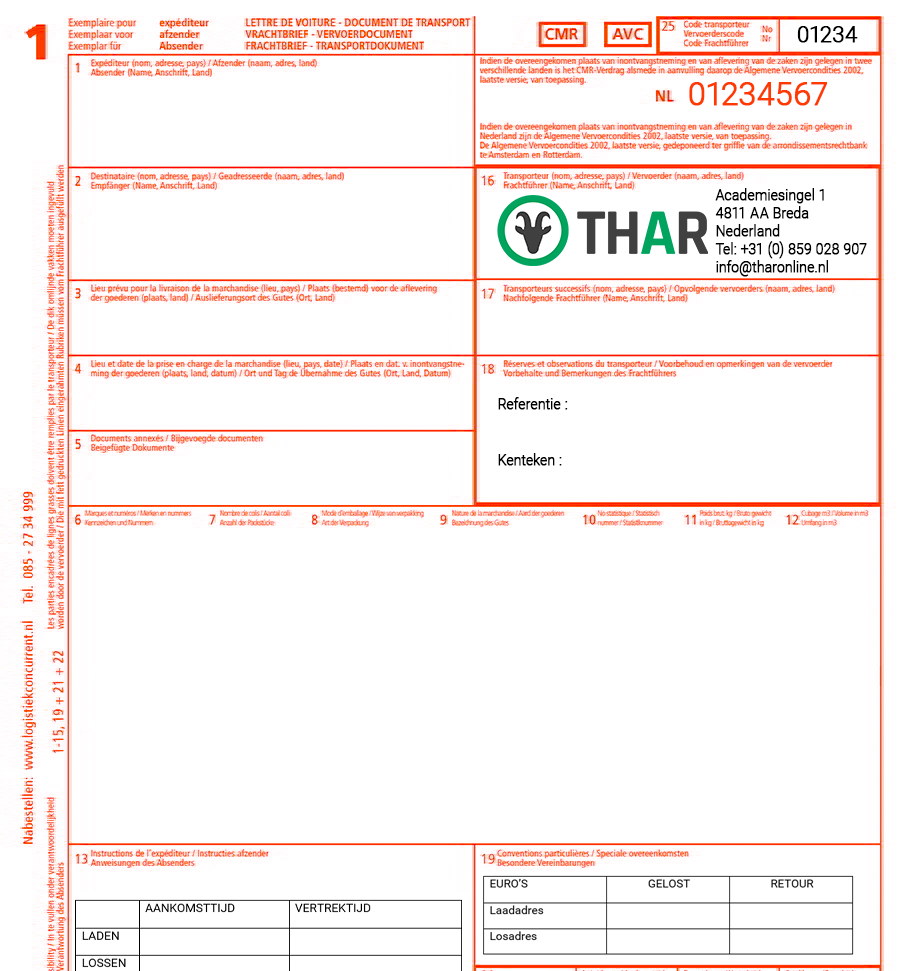 1
Exemplaire pour expéditeur
Exemplaar voor afzender
Exemplar für Absender
LETTRE DE VOITURE - DOCUMENT DE TRANSPORT
VRACHTBRIEF - VERVOERDOCUMENT
FRACHTBRIEF - TRANSPORTDOKUMENT
CMR
AVC
25 Code transporteur
Vervoerderscode
Code Frachtführer
No
Nr
01234
1 Expéditeur (nom, adresse, pays) / Afzender (naam, adres, land)
Absender (Name, Anschrift, Land)
Indien de overeengekomen plaats van inontvangstneming en van aflevering van de zaken zijn gelegen in twee
verschillende landen is het CMR-Verdrag alsmede in aanvulling daarop de Algemene Vervoercondities 2002,
laatste versie, van toepassing.
NL 01234567
Indien de overeengekomen plaats van inontvangstneming en van aflevering van de zaken zijn gelegen in
Nederland zijn de Algemene Vervoercondities 2002, laatste versie, van toepassing.
De Algemene Vervoercondities 2002, laatste versie, gedeponeerd ter griffie van de arrondissementsrechtbank
te Amsterdam en Rotterdam.
2 Destinataire (nom, adresse, pays) / Geadresseerde (naam, adres, land)
Empfänger (Name, Anschrift, Land)
16 Transporteur (nom, adresse, pays) / Vervoerder (naam, adres, land)
Frachtführer (Name, Anschrift, Land)
THAR
Academiesingel 1
4811 AA Breda
Nederland
Tel: +31 (0) 859 028 907
info@tharonline.nl
3 Lieu prévu pour la livraison de la marchandise (lieu, pays) / Plaats (bestemd) voor de aflevering
der goederen (plaats, land) / Auslieferungsort des Gutes (Ort, Land)
17 Transporteurs successifs (nom, adresse, pays) / Opvolgende vervoerders (naam, adres, land)
Nachfolgende Frachtführer (Name, Anschrift, Land)
4 Lieu et date de la prise en charge de la marchandise (lieu, pays, date) / Plaats en dat. v. inontvangstne-
ming der goederen (plaats, land, datum) / Ort und Tag de Übernahme des Gutes (Ort, Land, Datum)
18 Réserves et observations du transporteur / Voorbehoud en opmerkingen van de vervoerder
Vorbehalte und Bemerkungen des Frachtführers
Referentie :
Kenteken :
5 Documents annexés / Bijgevoegde documenten
Beigefügte Dokumente
6 Marques et numéros / Merken en nummers
Kennzeichen und Nummern
7 Nombre de colis / Aantal colli
Anzahl der Packstücke
8 Mode d'emballage / Wijze van verpakking
Art der Verpackung
9 Nature de la marchandise / Aard der goederen
Bezeichnung des Gutes
10 No statistique / Statistisch
nummer / Statistiknummer
11 Poids brut, kg / Bruto gewicht
in kg / Bruttogewicht in kg
12 Cubage m3 / Volume in m3
Umfang in m3
13 Instructions de l'expéditeur / Instructies afzender
Anweisungen des Absenders
AANKOMSTTIJD VERTREKTIJD
LADEN
LOSSEN
19 Conventions particulières / Speciale overeenkomsten
Besondere Vereinbarungen
EURO'S GELOST RETOUR
Laadadres
Losadres
Nabestellen: www.logistiekconcurrent.nl Tel. 085 - 27 34 999
Les parties encadrées de lignes grasses doivent être remplies par le transporteur / De dik omlijnde vakken moeten ingevuld
worden door de vervoerder / Die mit fett gedruckten Linien eingerahmten Rubriken müssen vom Frachtführer ausgefüllt werden
1-15, 19 + 21 + 22
sibility / In te vullen onder verantwoordelijkheid
Verantwortung des Absenders